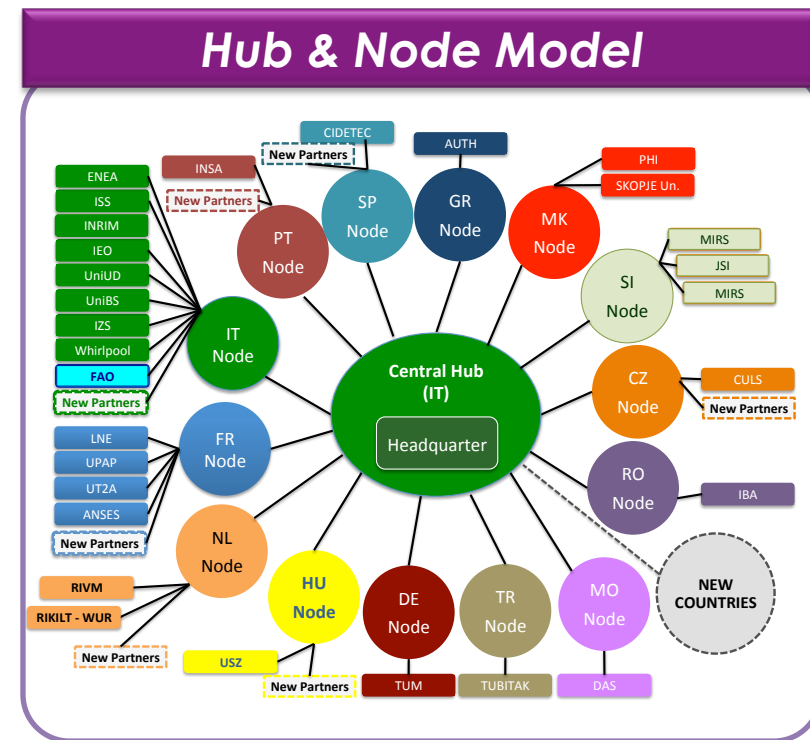 Hub & Node Model
CIDETEC
New Partners
AUTH
PHI
SKOPJE Un.
INSA
New Partners
ENEA
ISS
INRIM
IEO
UniUD
UniBS
IZS
Whirlpool
FAO
New Partners
PT
Node
SP
Node
GR
Node
MK
Node
MIRS
JSI
MIRS
SI
Node
IT
Node
Central Hub
(IT)
Headquarter
CZ
Node
CULS
New Partners
LNE
UPAP
UT2A
ANSES
New Partners
FR
Node
RO
Node
IBA
NL
Node
RIVM
RIKILT - WUR
New Partners
HU
Node
DE
Node
TR
Node
MO
Node
NEW
COUNTRIES
USZ
New Partners
TUM
TUBITAK
DAS